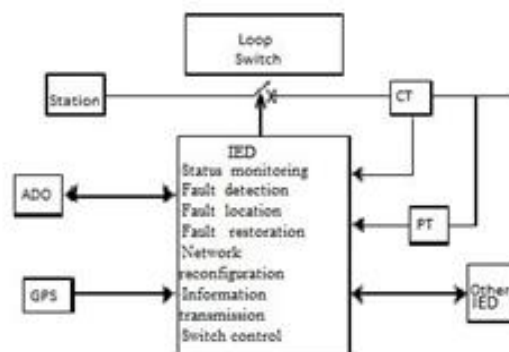 Loop
Switch
Station
CT
IED
Status monitoring
Fault detection
Fault location
Fault restoration
Network
reconfiguration
Information
transmission
Switch control
ADO
PT
GPS
Other
IED